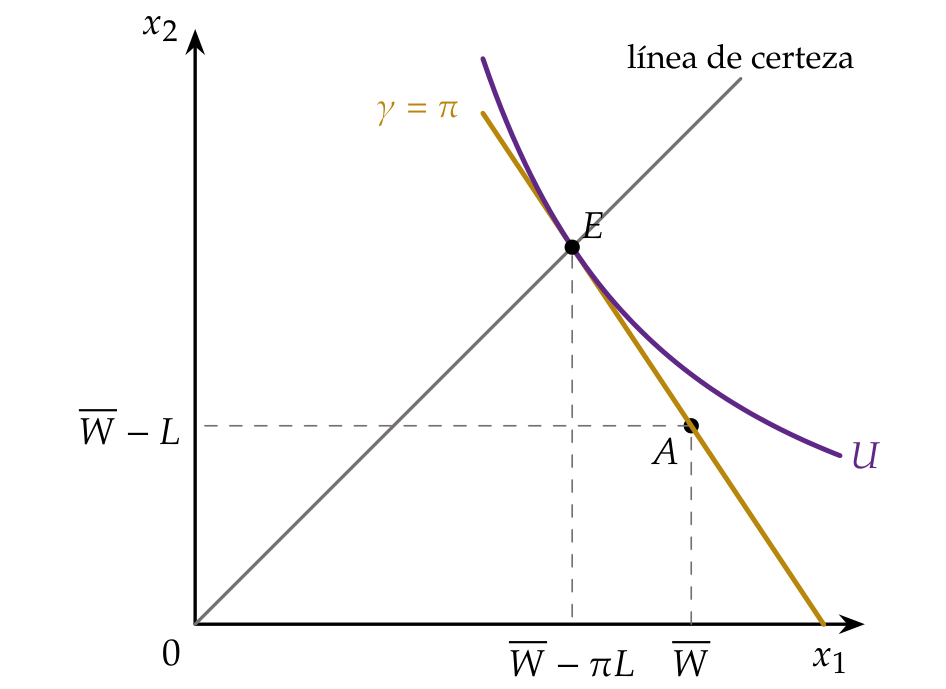 x₂
línea de certeza
γ = π
E
W̅ − L
A
U
0
W̅ − πL
W̅
x₁